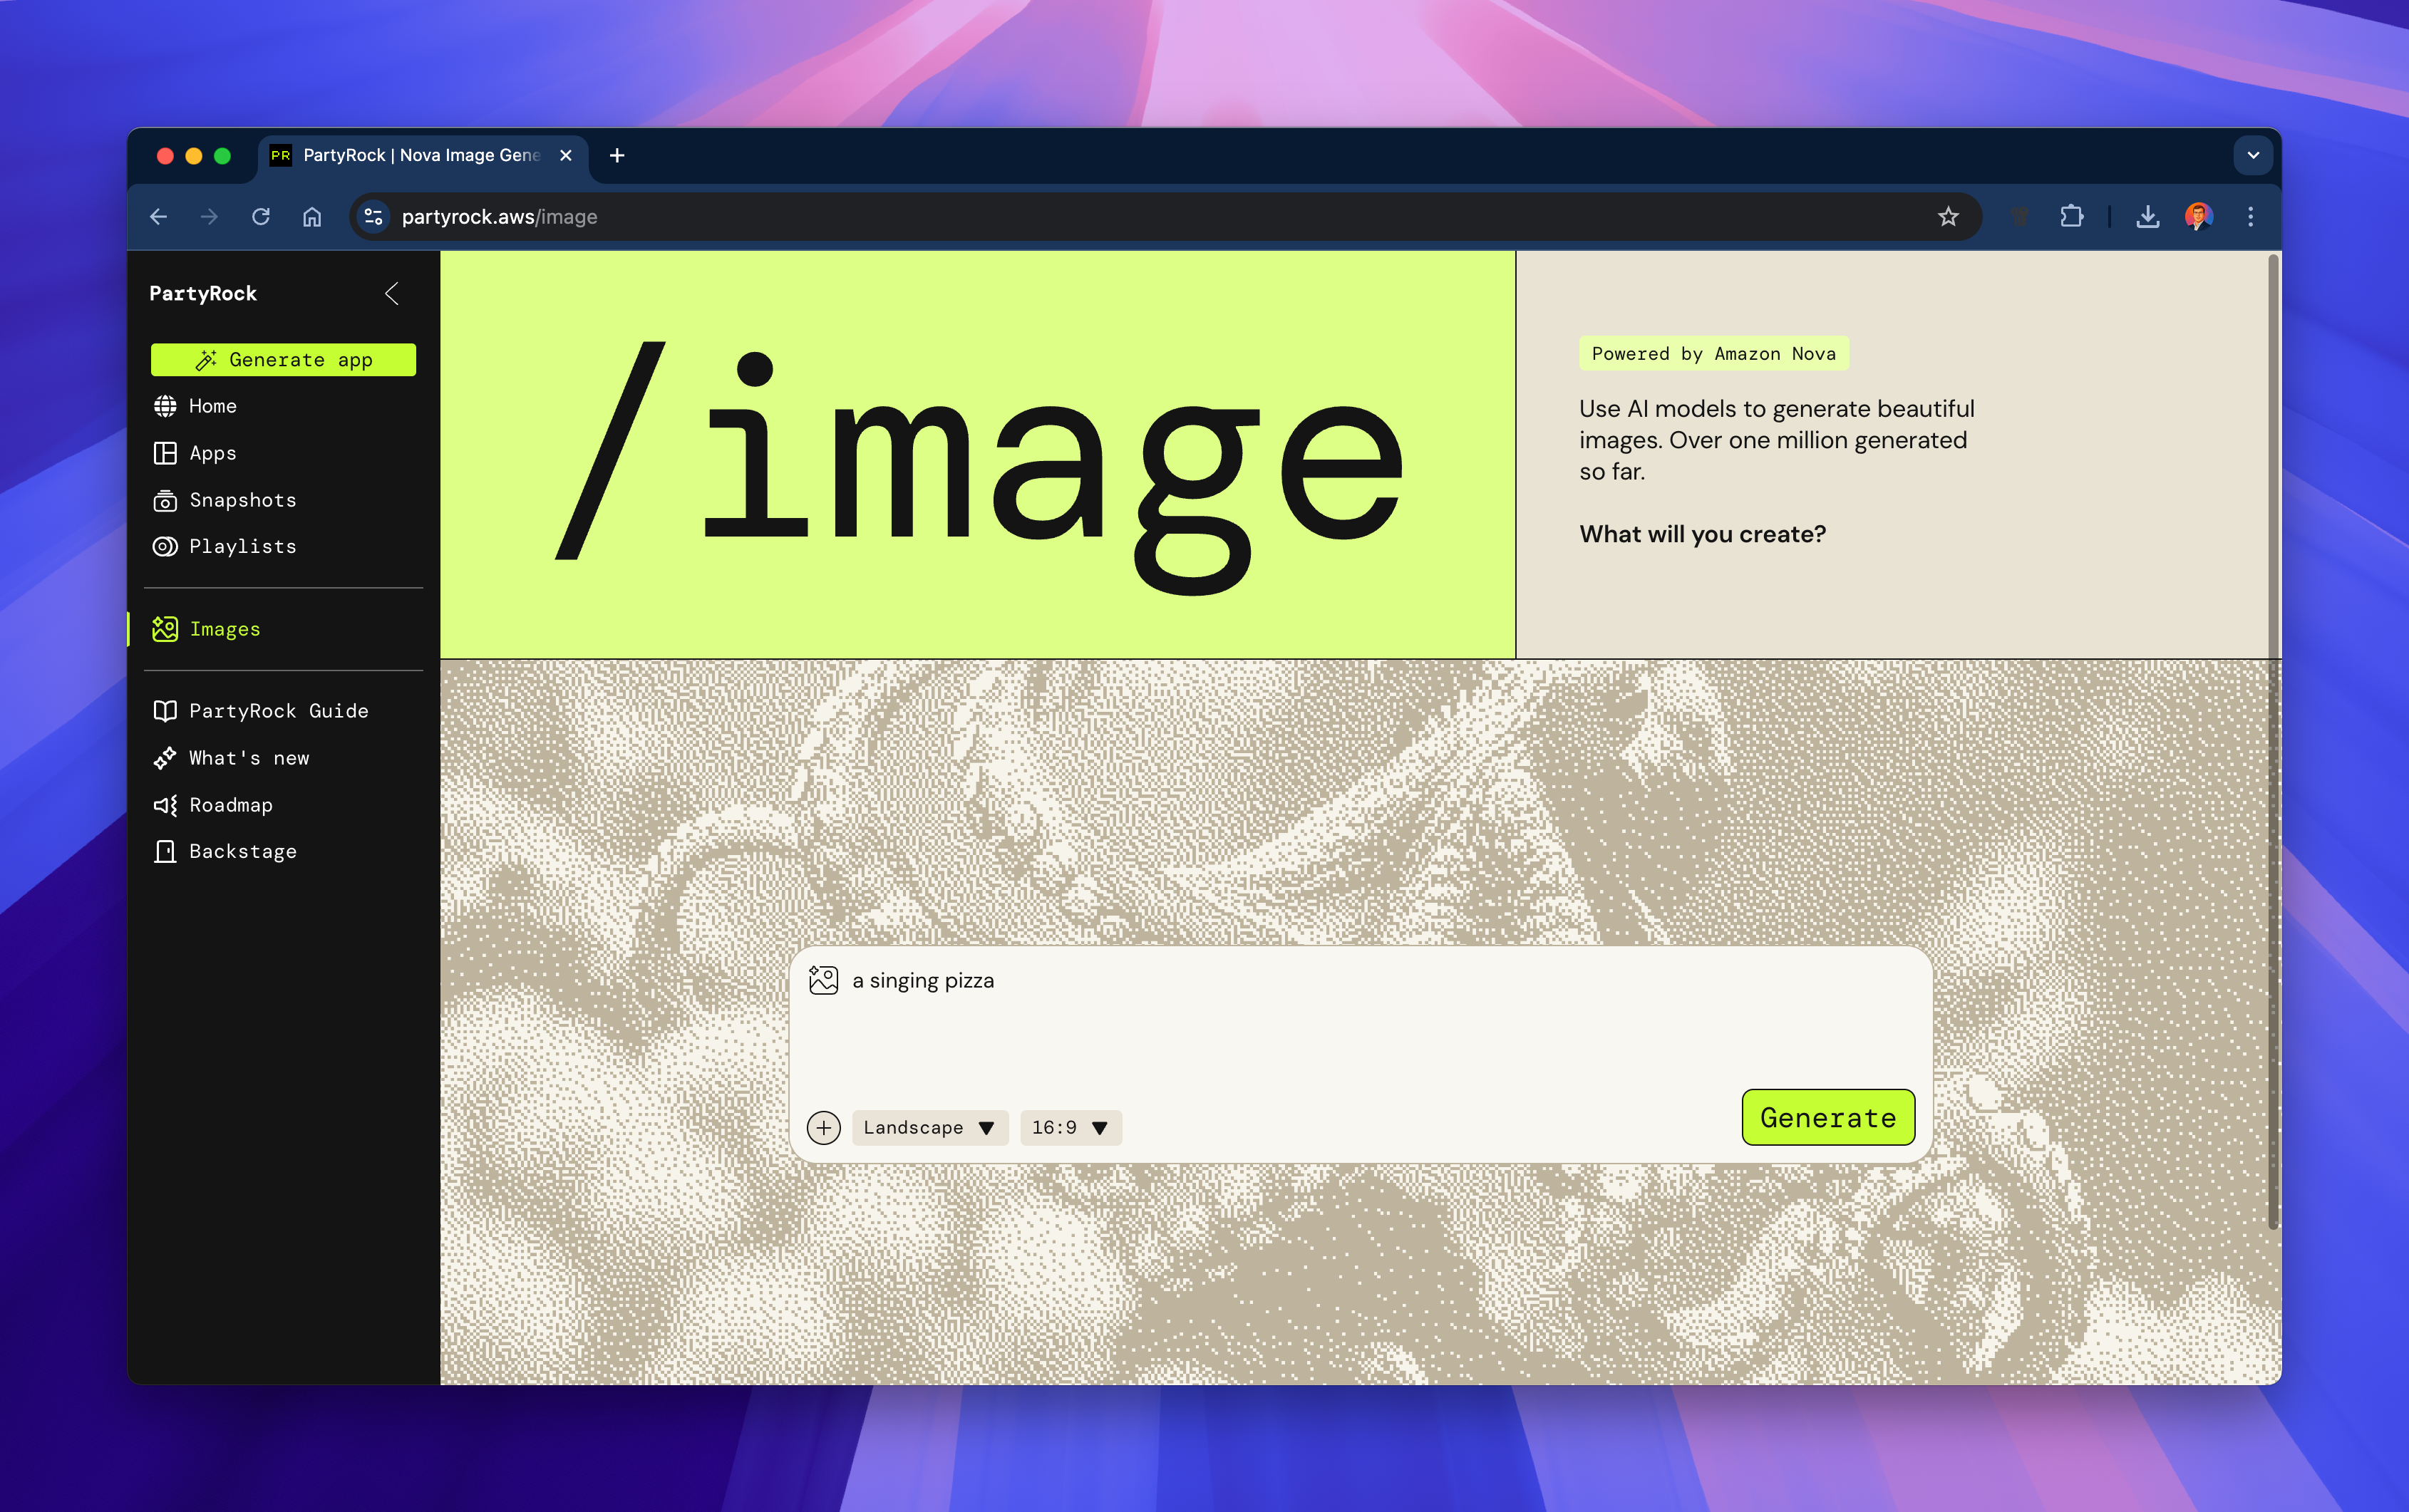 PR PartyRock | Nova Image Gene
partyrock.aws/image
PartyRock
Generate app
Home
Apps
Snapshots
Playlists
Images
PartyRock Guide
What's new
Roadmap
Backstage
/image
Powered by Amazon Nova
Use AI models to generate beautiful
images. Over one million generated
so far.
What will you create?
a singing pizza
Landscape
16:9
Generate